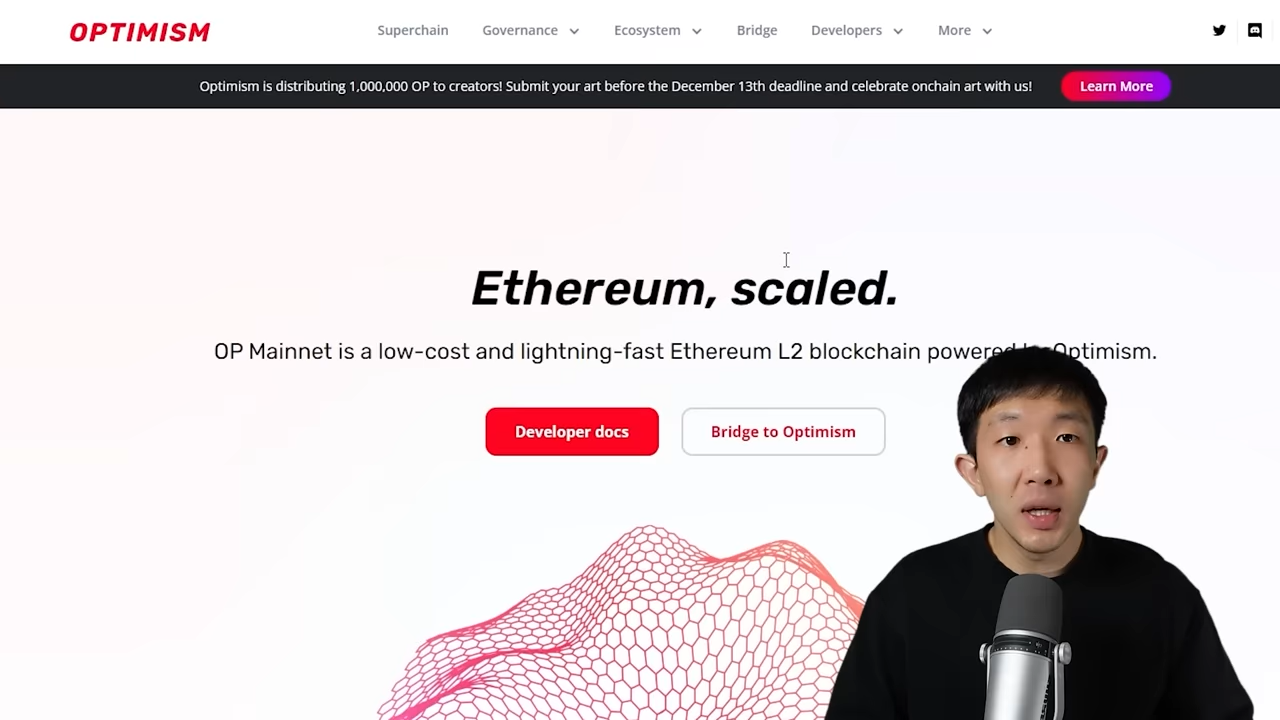 OPTIMISM
Superchain Governance Ecosystem Bridge Developers More
Optimism is distributing 1,000,000 OP to creators! Submit your art before the December 13th deadline and celebrate onchain art with us! Learn More
Ethereum, scaled.
OP Mainnet is a low-cost and lightning-fast Ethereum L2 blockchain powered Optimism.
Developer docs Bridge to Optimism